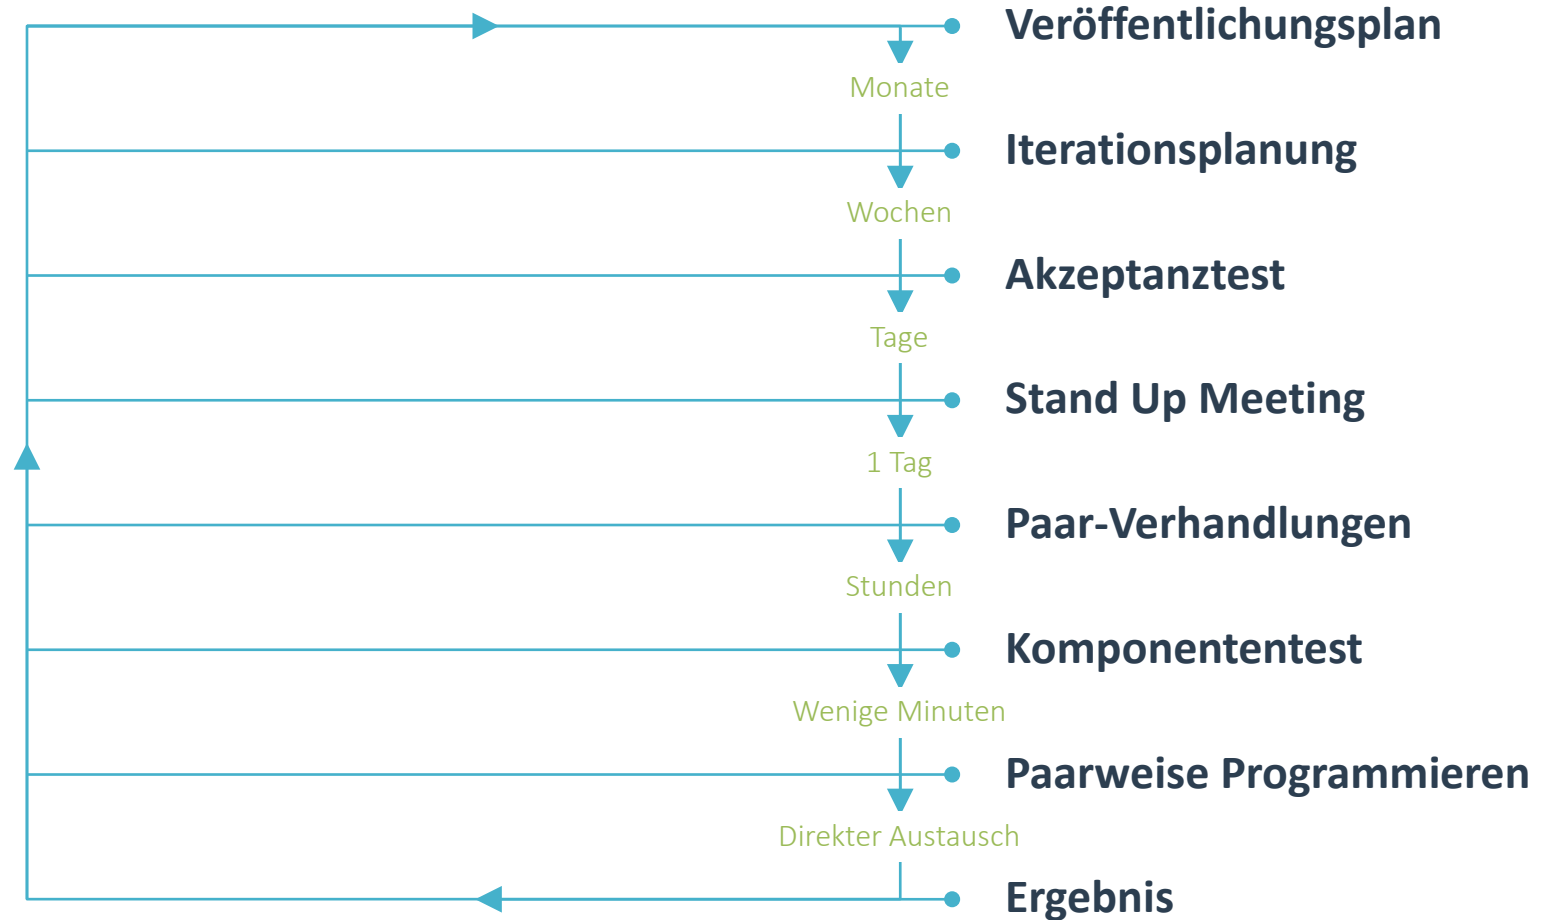 Veröffentlichungsplan
Monate
Iterationsplanung
Wochen
Akzeptanztest
Tage
Stand Up Meeting
1 Tag
Paar-Verhandlungen
Stunden
Komponententest
Wenige Minuten
Paarweise Programmieren
Direkter Austausch
Ergebnis